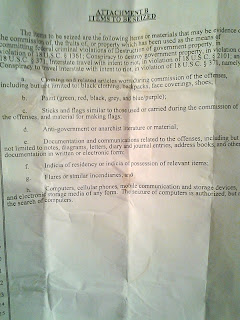 ATTACHMENT B
ITEMS TO BE SEIZED
The items to be seized are the following items or materials that may be evidence of
the commission of, the fruits of, or property which has been used as the means of
committing federal criminal violations of Destruction of government property, in
violation of 18 U.S.C. § 1361; Conspiracy to destroy government property, in violation of
18 U.S.C. § 371, Interstate travel with intent to riot, in violation of 18 U.S.C. § 2101; and
Conspiracy to travel interstate with intent to riot, in violation of 18 U.S.C. § 371, namely:
a. Clothing and related articles worn during commission of the offenses,
including but not limited to: black clothing, backpacks, face coverings, shoes;
b. Paint (green, red, black, grey, and blue/purple);
c. Sticks and flags similar to those used or carried during the commission of
the offenses, and material for making flags;
d. Anti-government or anarchist literature or material,
e. Documentation and communications related to the offenses, including but
not limited to notes, diagrams, letters, diary and journal entries, address books, and other
documentation in written or electronic form;
f. Indicia of residency or indicia of possession of relevant items;
g. Flares or similar incendiaries, and
Computers, cellular phones, mobile communication and storage devices,
and electronic storage media of any form. The seizure of computers is authorized, but not
the search of computers.